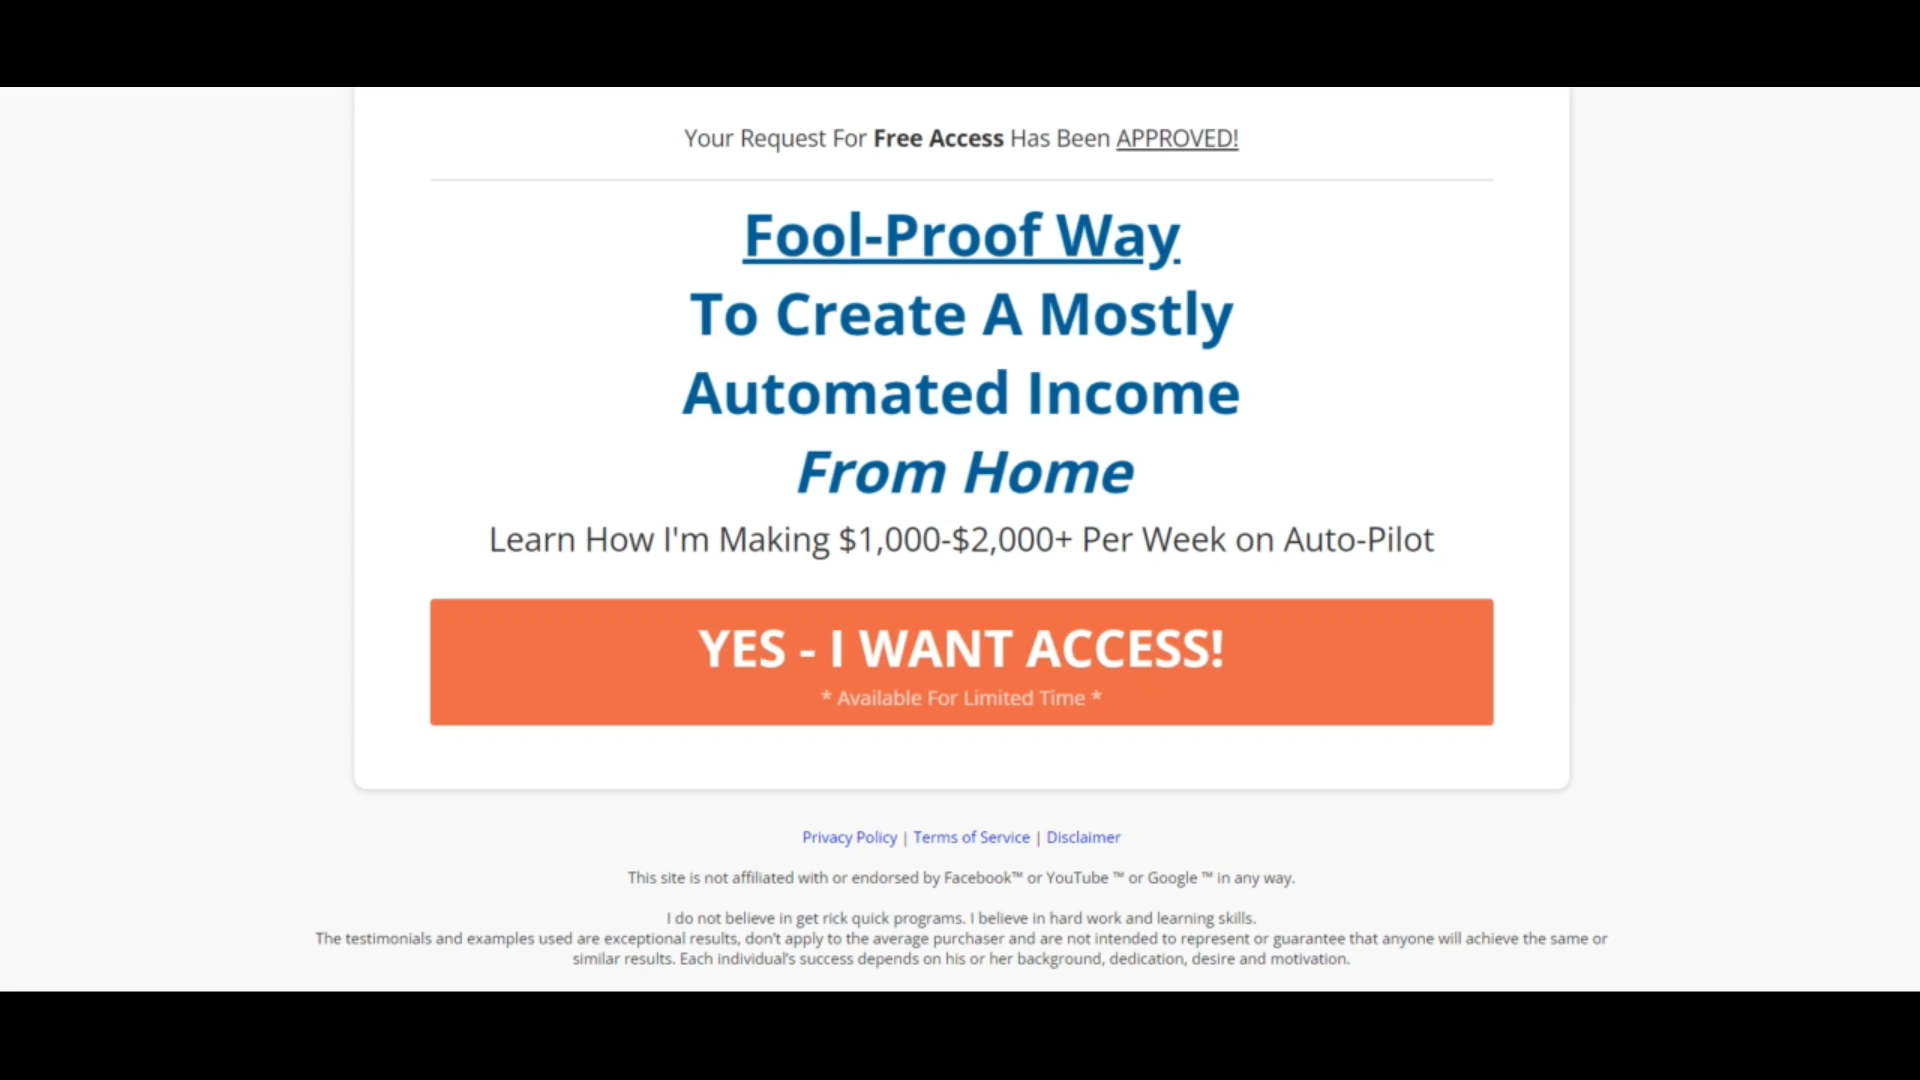 Your Request For Free Access Has Been APPROVED!
Fool-Proof Way
To Create A Mostly
Automated Income
From Home
Learn How I'm Making $1,000-$2,000+ Per Week on Auto-Pilot
YES - I WANT ACCESS!
* Available For Limited Time *
Privacy Policy | Terms of Service | Disclaimer
This site is not affiliated with or endorsed by Facebook™ or YouTube ™ or Google ™ in any way.
I do not believe in get rick quick programs. I believe in hard work and learning skills.
The testimonials and examples used are exceptional results, don't apply to the average purchaser and are not intended to represent or guarantee that anyone will achieve the same or
similar results. Each individual's success depends on his or her background, dedication, desire and motivation.